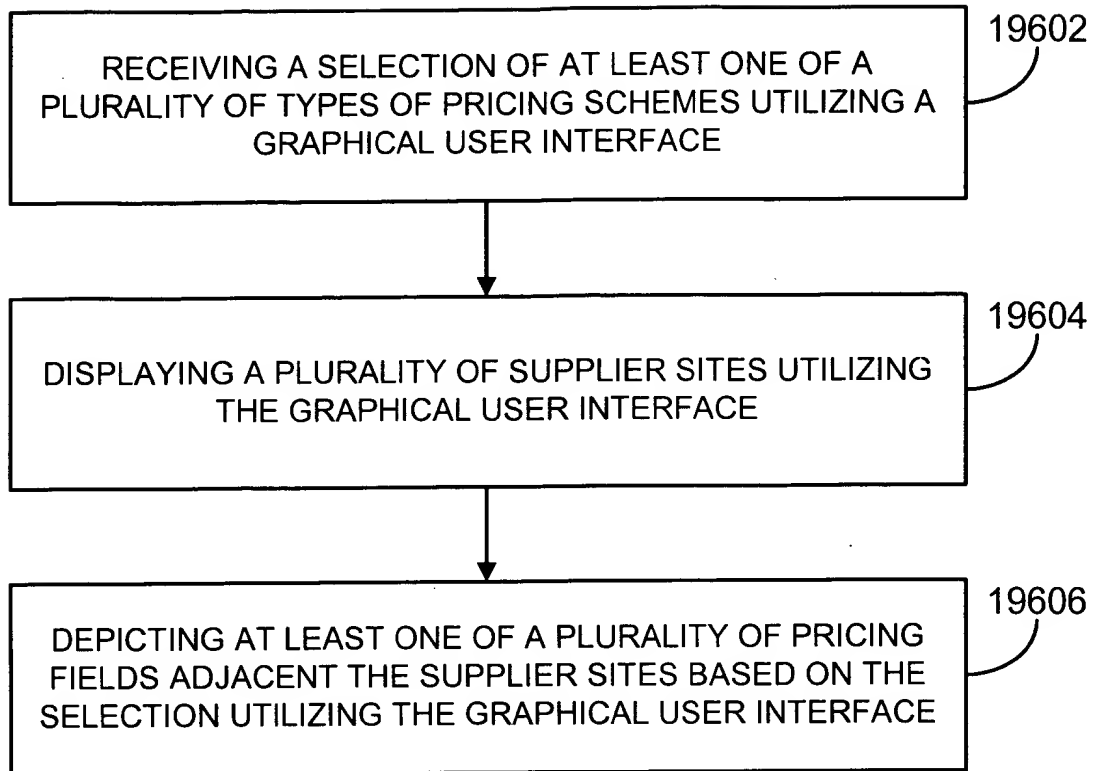 19602
RECEIVING A SELECTION OF AT LEAST ONE OF A
PLURALITY OF TYPES OF PRICING SCHEMES UTILIZING A
GRAPHICAL USER INTERFACE
19604
DISPLAYING A PLURALITY OF SUPPLIER SITES UTILIZING
THE GRAPHICAL USER INTERFACE
19606
DEPICTING AT LEAST ONE OF A PLURALITY OF PRICING
FIELDS ADJACENT THE SUPPLIER SITES BASED ON THE
SELECTION UTILIZING THE GRAPHICAL USER INTERFACE